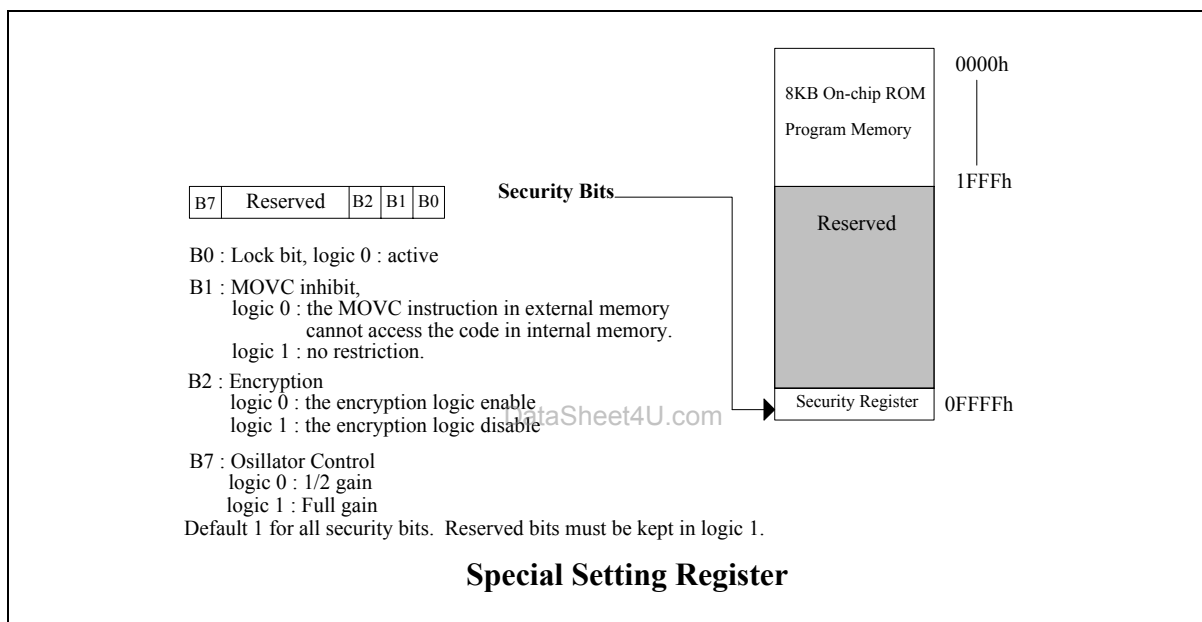 0000h
8KB On-chip ROM
Program Memory
1FFFh
B7 Reserved B2 B1 B0
Security Bits
Reserved
B0 : Lock bit, logic 0 : active
B1 : MOVC inhibit,
logic 0 : the MOVC instruction in external memory
cannot access the code in internal memory.
logic 1 : no restriction.
B2 : Encryption
logic 0 : the encryption logic enable
logic 1 : the encryption logic disable
DataSheet4U.com
Security Register
0FFFFh
B7 : Osillator Control
logic 0 : 1/2 gain
logic 1 : Full gain
Default 1 for all security bits. Reserved bits must be kept in logic 1.
Special Setting Register